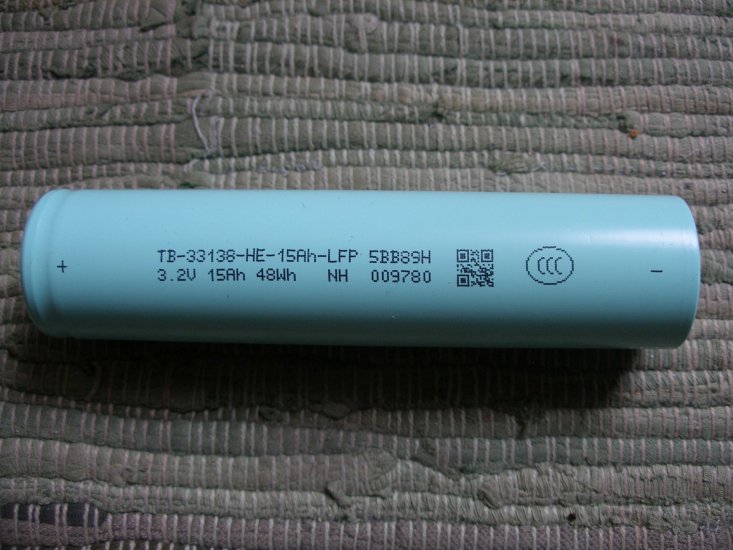 +
TB-33138-HE-15Ah-LFP 5BB89H
3.2V 15Ah 48Wh NH 009780
CCC
-